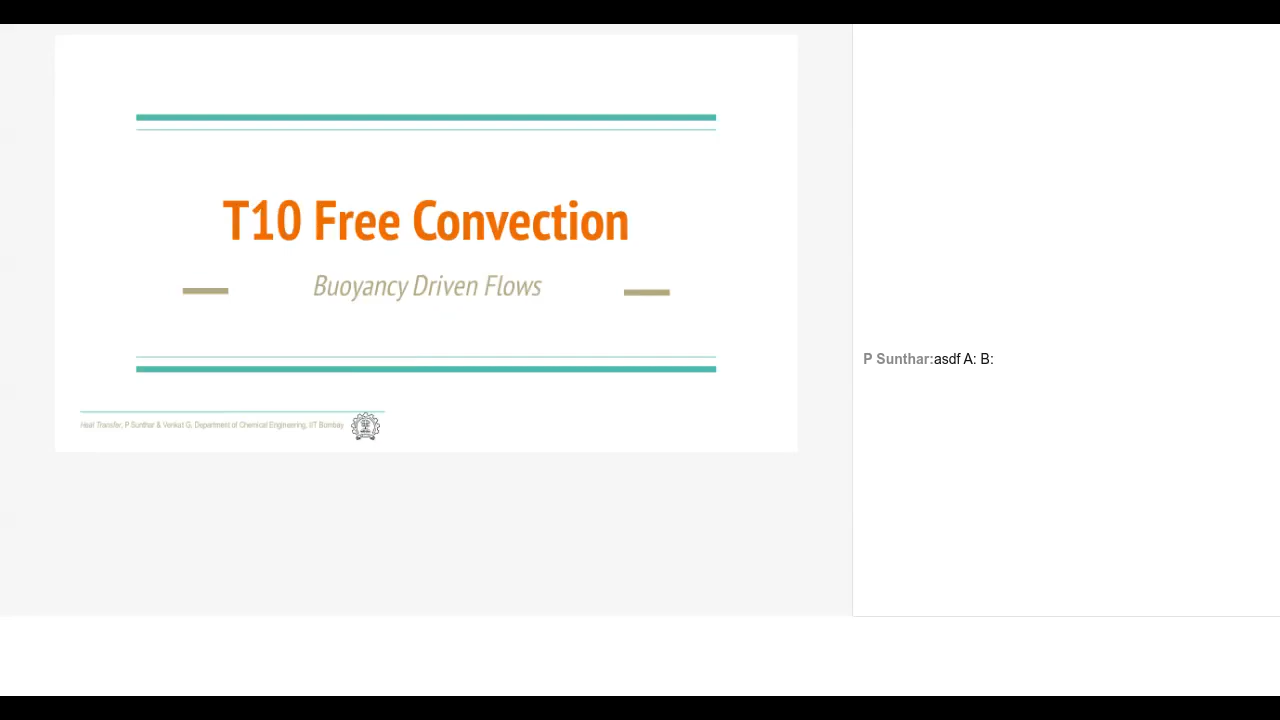 T10 Free Convection
Buoyancy Driven Flows
Heat Transfer, P Sunthar & Venkat G, Department of Chemical Engineering, IIT Bombay
P Sunthar:asdf A: B: